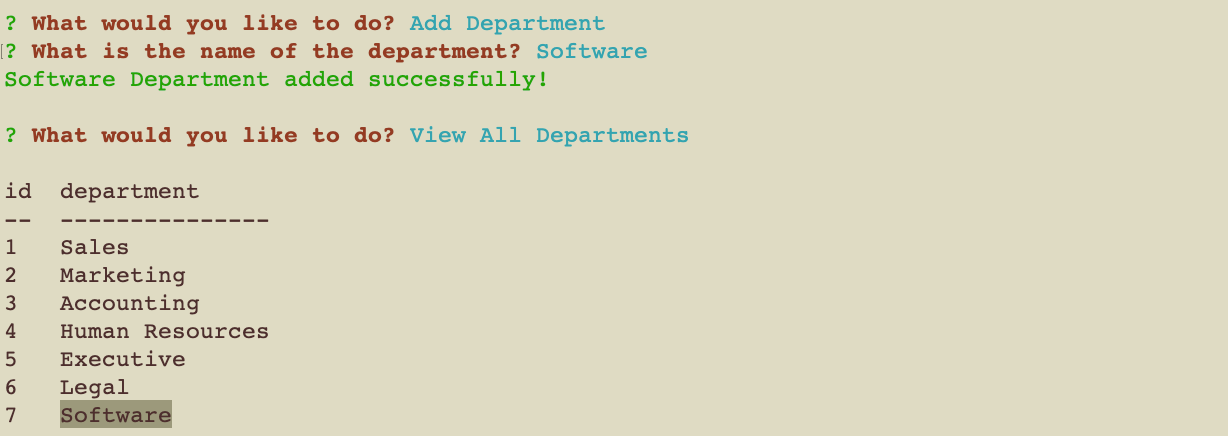 ? What would you like to do? Add Department
? What is the name of the department? Software
Software Department added successfully!
? What would you like to do? View All Departments
id  department
--  ---------------
1   Sales
2   Marketing
3   Accounting
4   Human Resources
5   Executive
6   Legal
7   Software